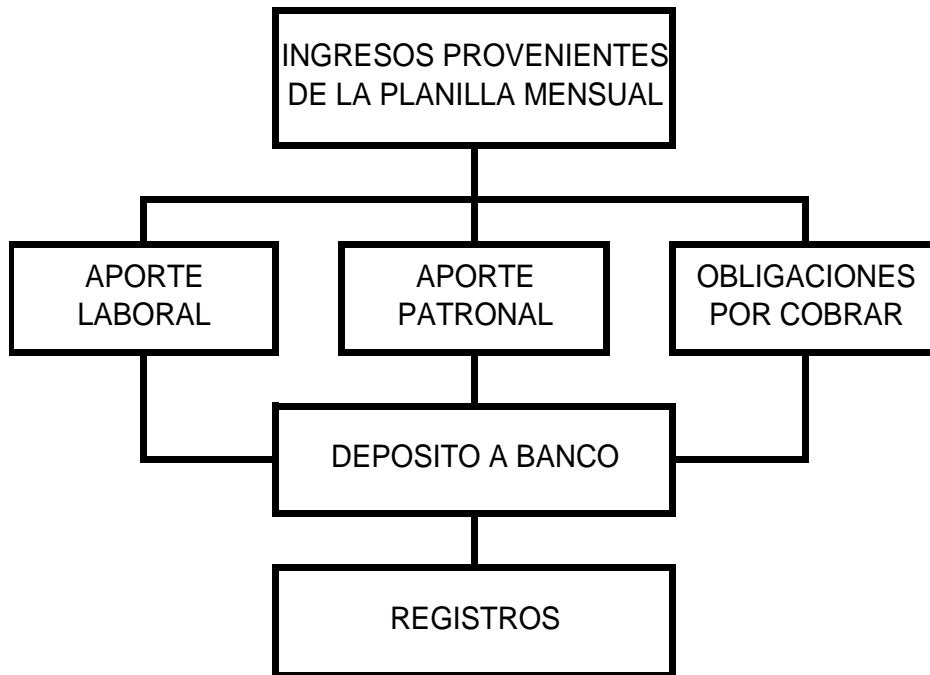 INGRESOS PROVENIENTES
DE LA PLANILLA MENSUAL
APORTE
LABORAL
APORTE
PATRONAL
OBLIGACIONES
POR COBRAR
DEPOSITO A BANCO
REGISTROS